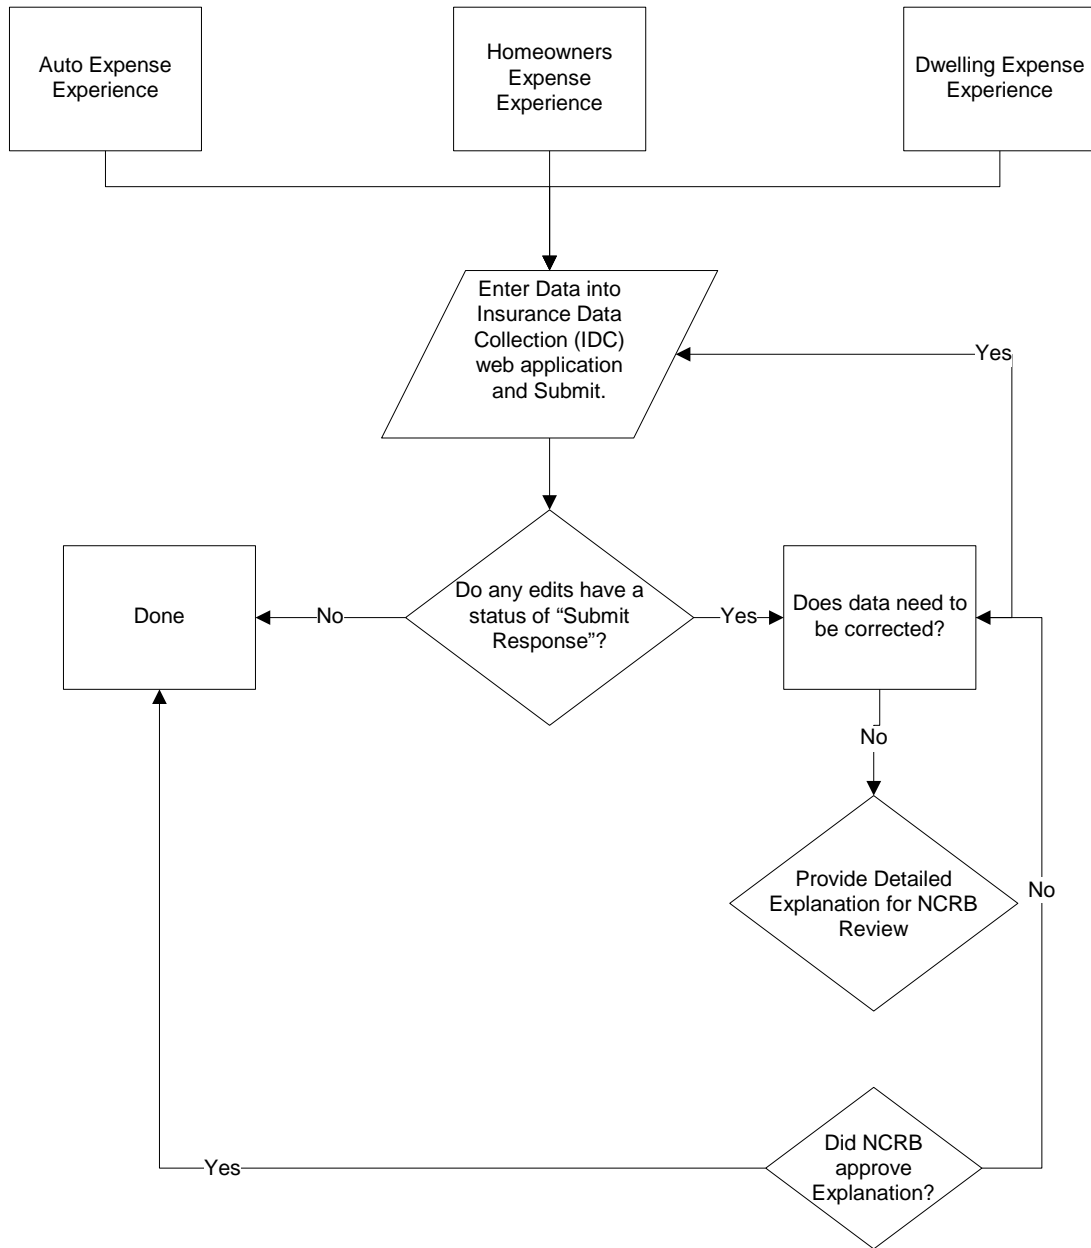 Auto Expense
Experience
Homeowners
Expense
Experience
Dwelling Expense
Experience
Enter Data into
Insurance Data
Collection (IDC)
web application
and Submit.
Yes
Done
No
Do any edits have a
status of “Submit
Response”?
Yes
Does data need to
be corrected?
No
Provide Detailed
Explanation for NCRB
Review
No
Did NCRB
approve
Explanation?
Yes